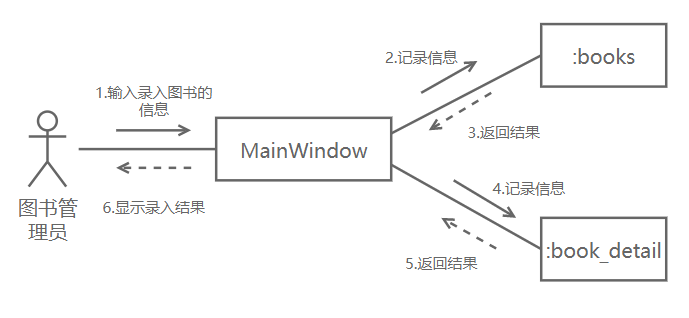 2.记录信息
:books
1.输入录入图书的
信息
3.返回结果
MainWindow
4.记录信息
图书管
理员
6.显示录入结果
:book_detail
5.返回结果